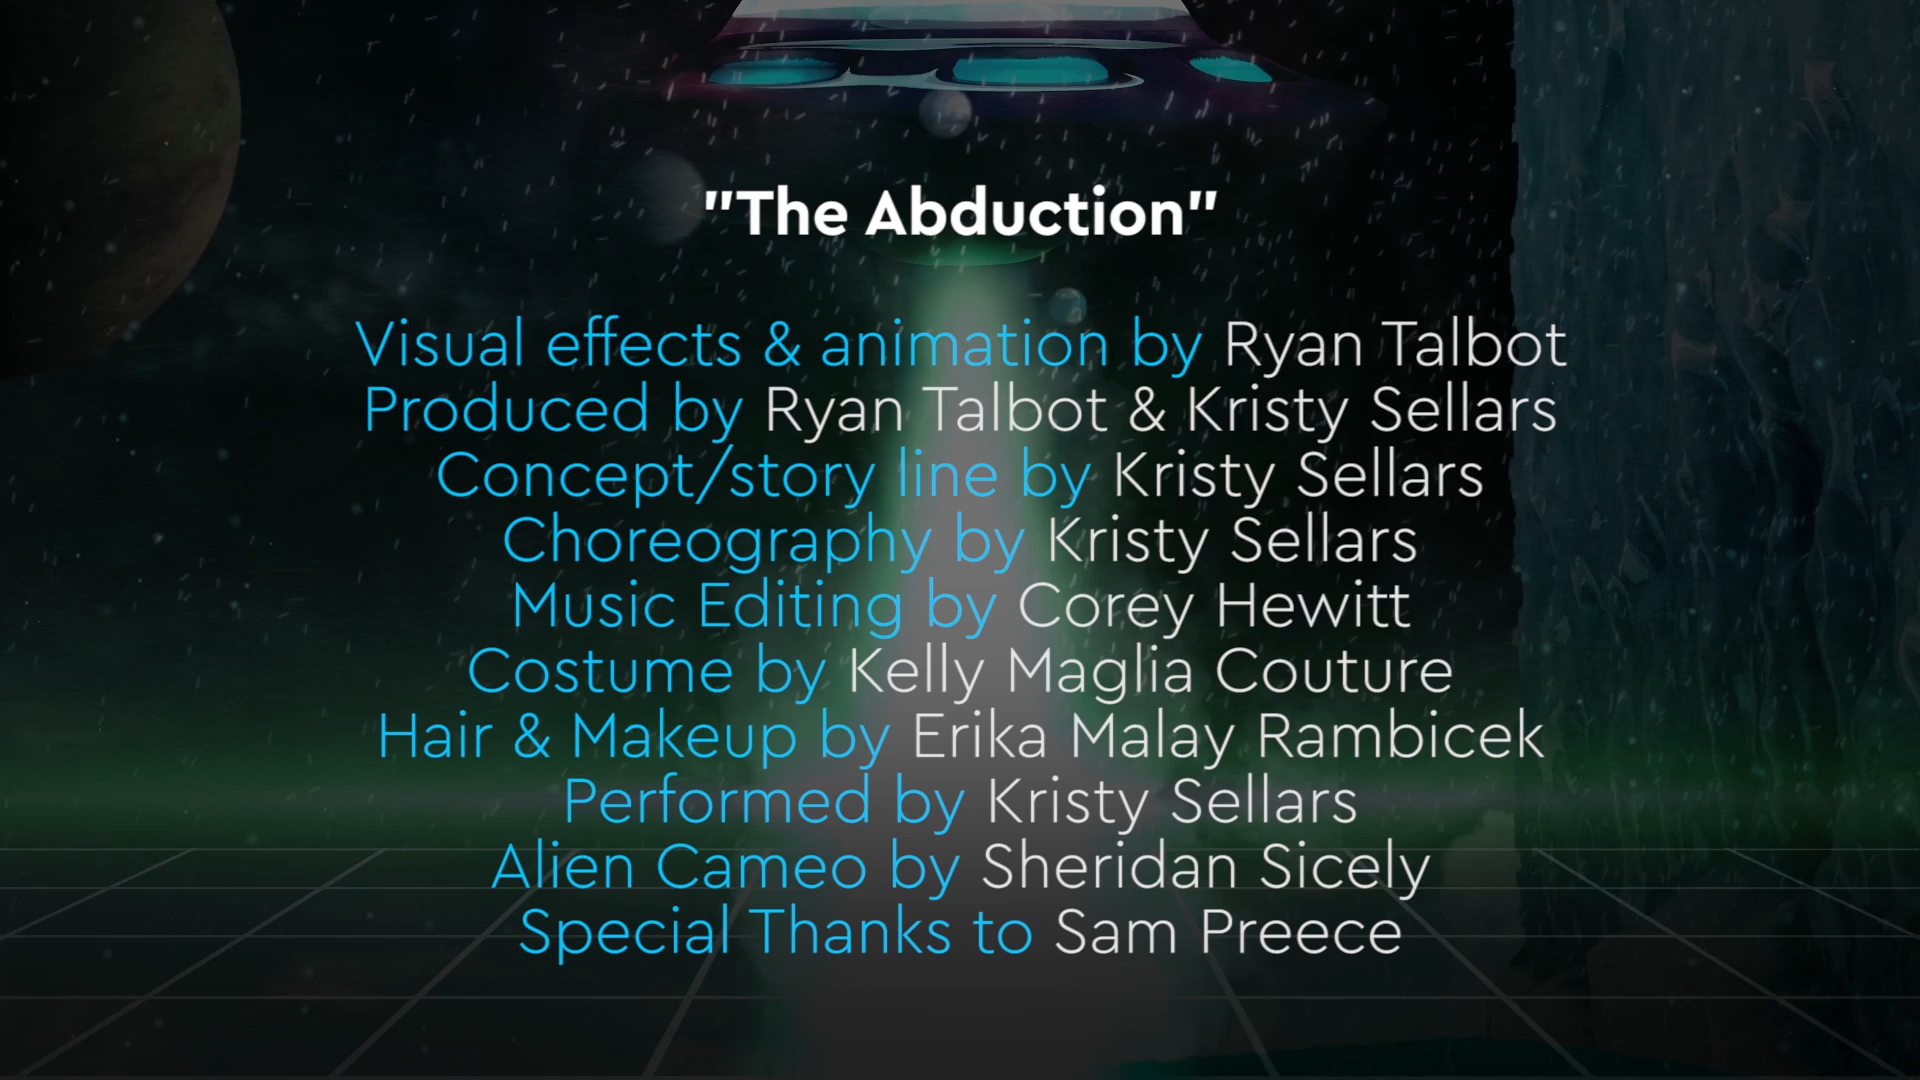 "The Abduction"
Visual effects & animation by Ryan Talbot
Produced by Ryan Talbot & Kristy Sellars
Concept/story line by Kristy Sellars
Choreography by Kristy Sellars
Music Editing by Corey Hewitt
Costume by Kelly Maglia Couture
Hair & Makeup by Erika Malay Rambicek
Performed by Kristy Sellars
Alien Cameo by Sheridan Sicely
Special Thanks to Sam Preece